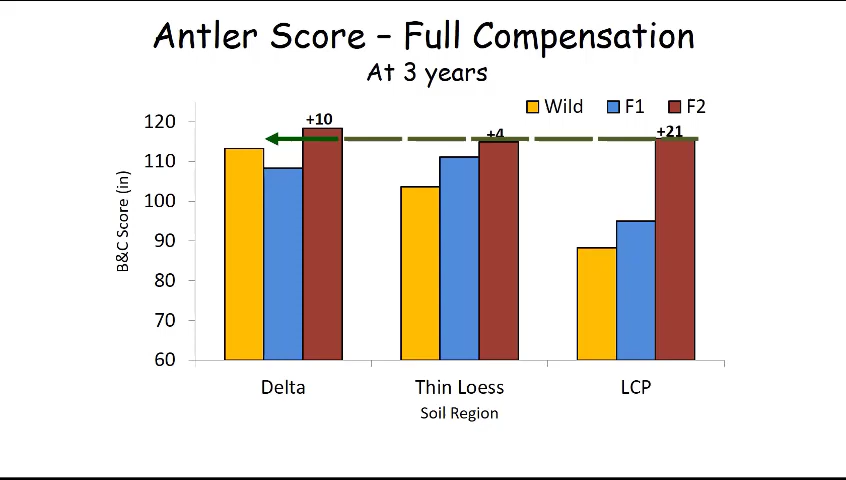 Antler Score – Full Compensation
At 3 years
Wild F1 F2
120
110
100
90
80
70
60
B&C Score (in)
+10
+4
+21
Delta Thin Loess LCP
Soil Region